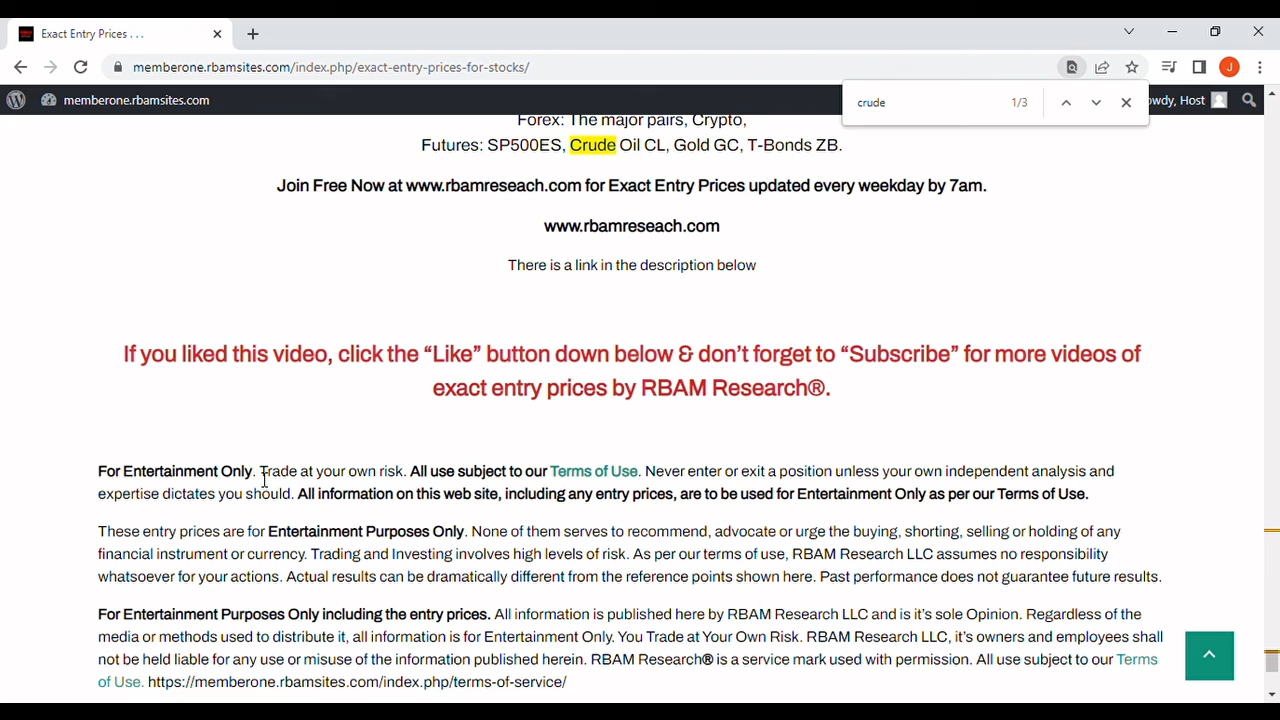 Exact Entry Prices . . .
memberone.rbamsites.com/index.php/exact-entry-prices-for-stocks/
J
memberone.rbamsites.com
owdy, Host
crude
1/3
Forex: The major pairs, Crypto,
Futures: SP500ES, Crude Oil CL, Gold GC, T-Bonds ZB.
Join Free Now at www.rbamreseach.com for Exact Entry Prices updated every weekday by 7am.
www.rbamreseach.com
There is a link in the description below
If you liked this video, click the “Like” button down below & don’t forget to “Subscribe” for more videos of
exact entry prices by RBAM Research®.
For Entertainment Only. Trade at your own risk. All use subject to our Terms of Use. Never enter or exit a position unless your own independent analysis and
expertise dictates you should. All information on this web site, including any entry prices, are to be used for Entertainment Only as per our Terms of Use.
These entry prices are for Entertainment Purposes Only. None of them serves to recommend, advocate or urge the buying, shorting, selling or holding of any
financial instrument or currency. Trading and Investing involves high levels of risk. As per our terms of use, RBAM Research LLC assumes no responsibility
whatsoever for your actions. Actual results can be dramatically different from the reference points shown here. Past performance does not guarantee future results.
For Entertainment Purposes Only including the entry prices. All information is published here by RBAM Research LLC and is it’s sole Opinion. Regardless of the
media or methods used to distribute it, all information is for Entertainment Only. You Trade at Your Own Risk. RBAM Research LLC, it’s owners and employees shall
not be held liable for any use or misuse of the information published herein. RBAM Research® is a service mark used with permission. All use subject to our Terms
of Use. https://memberone.rbamsites.com/index.php/terms-of-service/